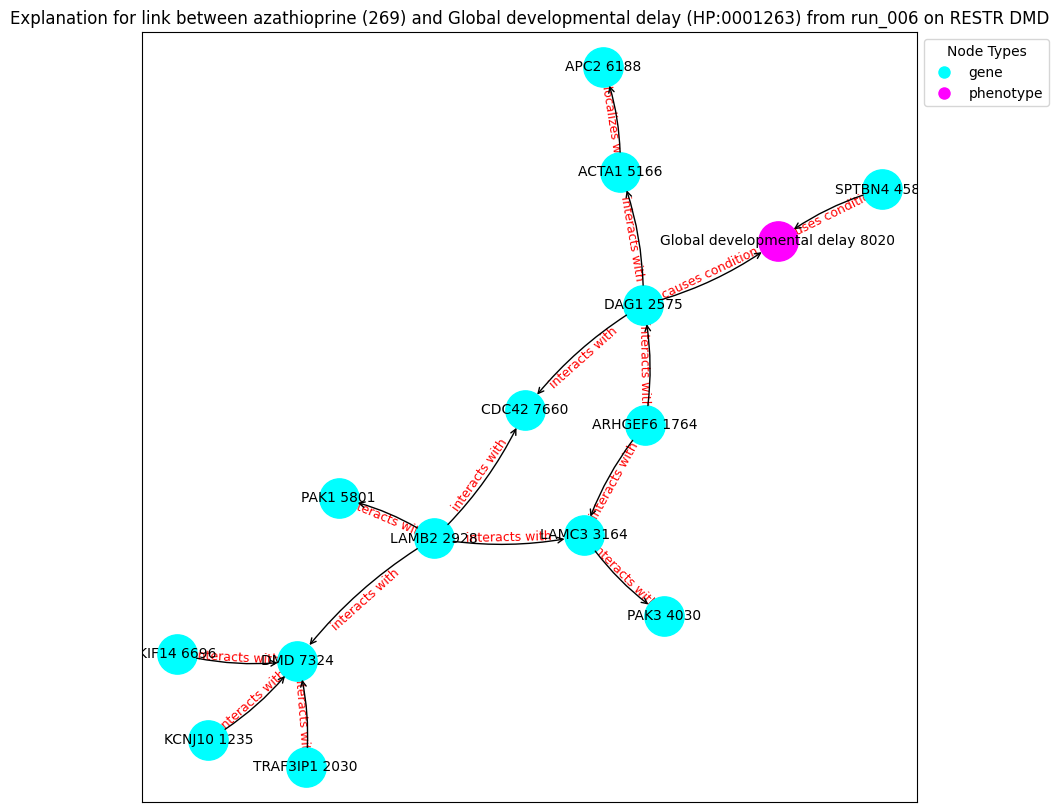 Explanation for link between azathioprine (269) and Global developmental delay (HP:0001263) from run_006 on RESTR DMD
Node Types
gene
phenotype
APC2 6188
localizes w
ACTA1 5166
SPTBN4 458
causes condition
Global developmental delay 8020
interacts with
causes condition
DAG1 2575
interacts with
interacts with
CDC42 7660
ARHGEF6 1764
interacts with
interacts with
PAK1 5801
interacts with
LAMB2 2928
interacts with
LAMC3 3164
interacts with
PAK3 4030
interacts with
KIF14 6696
interacts with
DMD 7324
interacts with
interacts wi
KCNJ10 1235
TRAF3IP1 2030